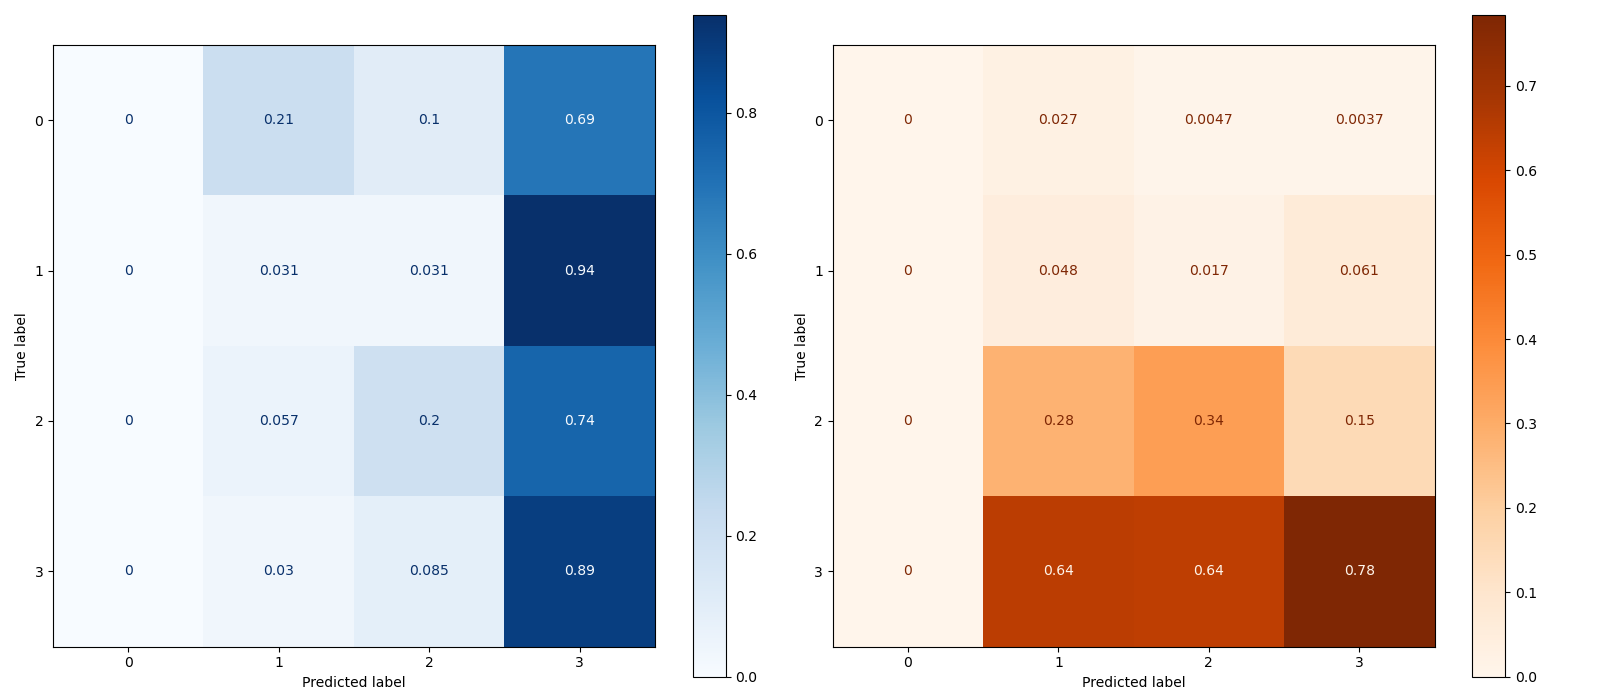 0 0 0.21 0.1 0.69
1 0 0.031 0.031 0.94
2 0 0.057 0.2 0.74
3 0 0.03 0.085 0.89
0 1 2 3
Predicted label
True label
0.8
0.6
0.4
0.2
0.0
0 0 0.027 0.0047 0.0037
1 0 0.048 0.017 0.061
2 0 0.28 0.34 0.15
3 0 0.64 0.64 0.78
0 1 2 3
Predicted label
True label
0.7
0.6
0.5
0.4
0.3
0.2
0.1
0.0